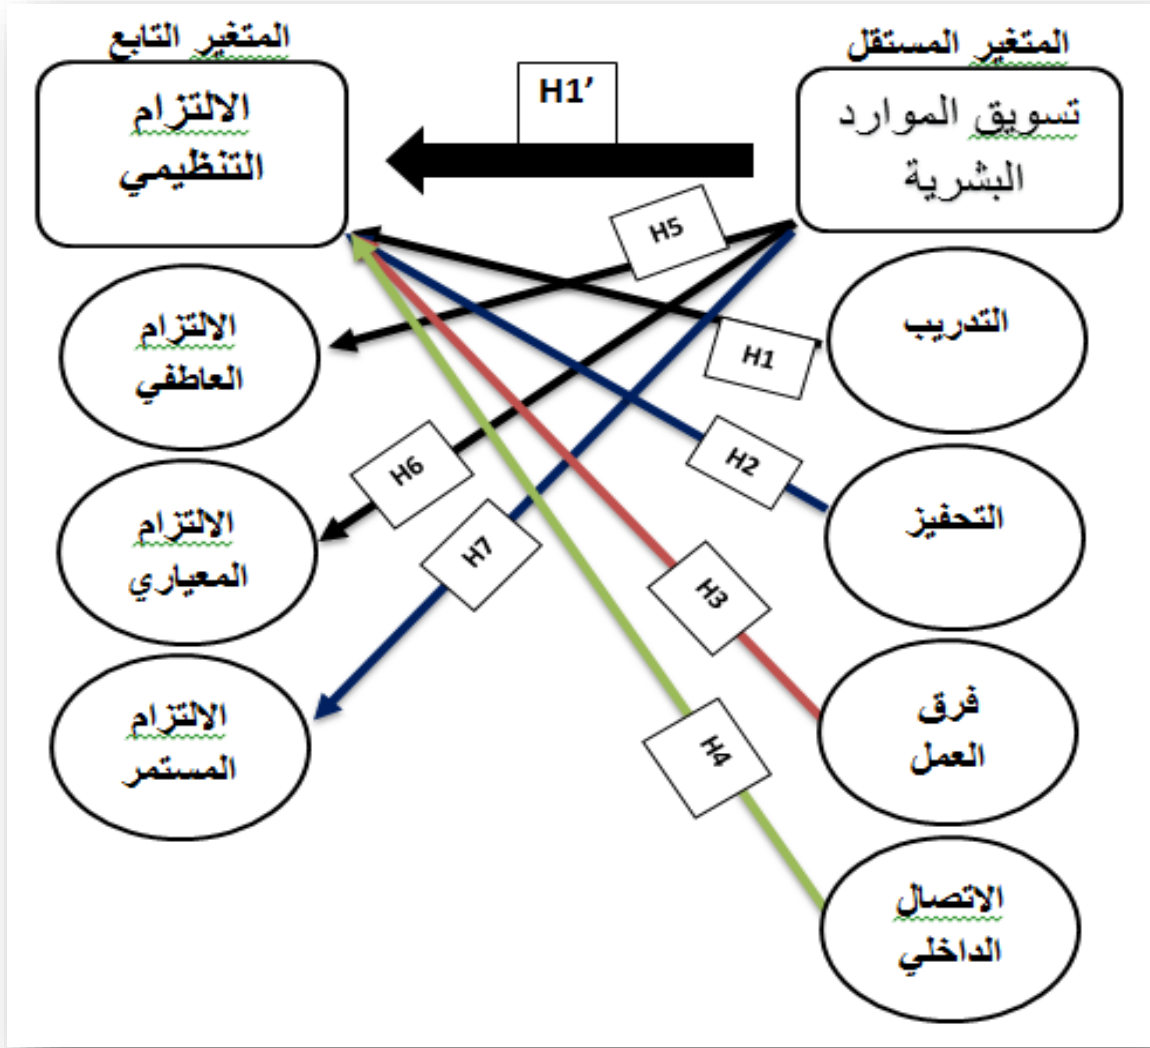 المتغير المستقل
المتغير التابع
تسويق الموارد
البشرية
H1’
الالتزام
التنظيمي
H5
التدريب
H1
الالتزام
العاطفي
التحفيز
H2
H6
الالتزام
المعياري
H7
H3
فرق
العمل
الالتزام
المستمر
H4
الاتصال
الداخلي